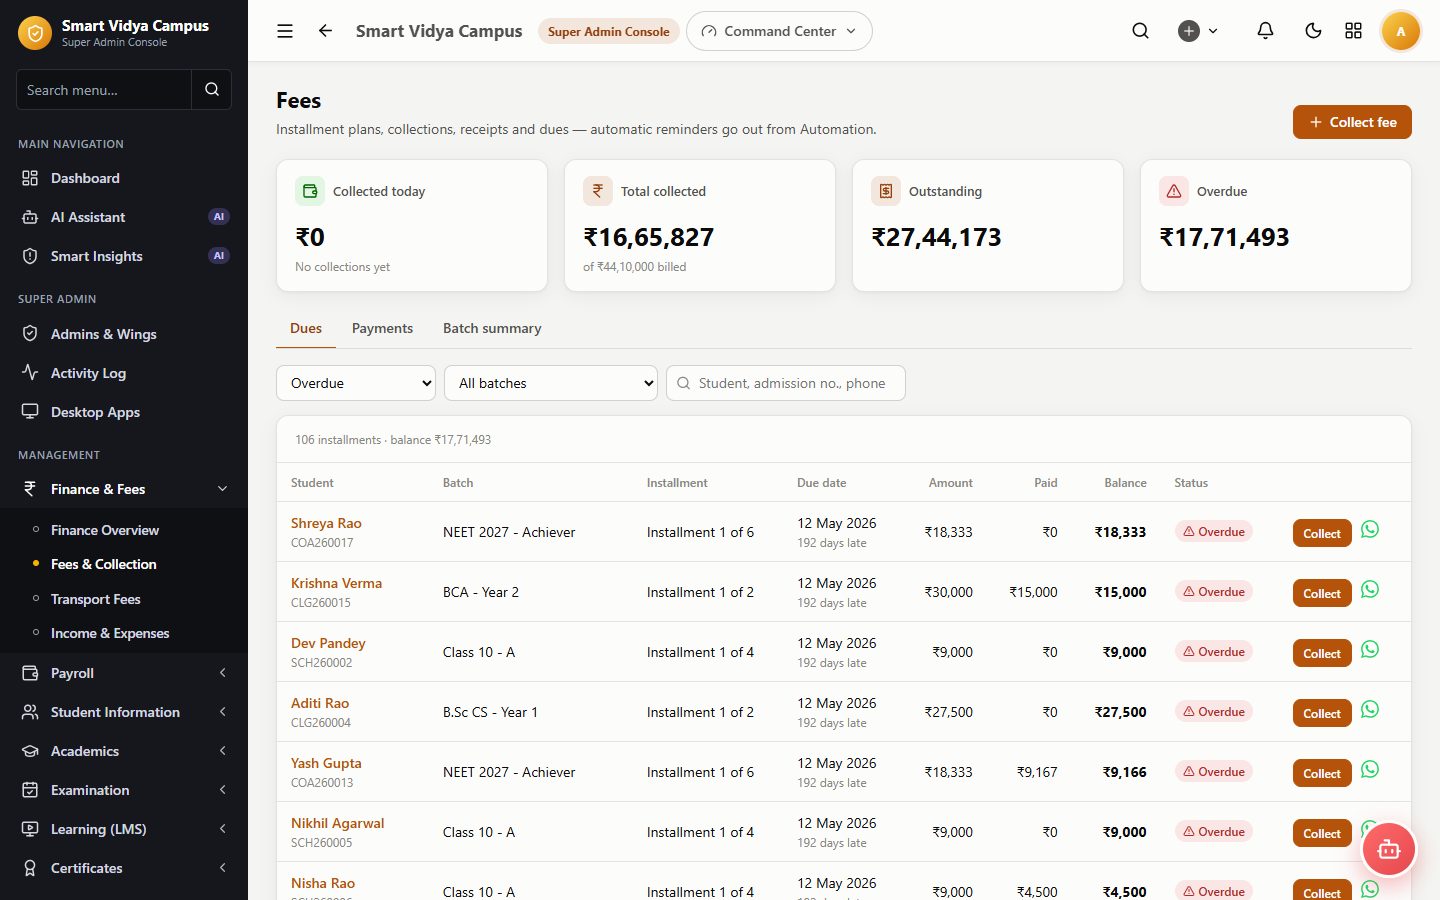 Smart Vidya Campus
Super Admin Console
Search menu...
MAIN NAVIGATION
Dashboard
AI Assistant AI
Smart Insights AI
SUPER ADMIN
Admins & Wings
Activity Log
Desktop Apps
MANAGEMENT
Finance & Fees
Finance Overview
Fees & Collection
Transport Fees
Income & Expenses
Payroll
Student Information
Academics
Examination
Learning (LMS)
Certificates
Smart Vidya Campus Super Admin Console Command Center A
Fees
Installment plans, collections, receipts and dues — automatic reminders go out from Automation.
+ Collect fee
Collected today
₹0
No collections yet
Total collected
₹16,65,827
of ₹44,10,000 billed
Outstanding
₹27,44,173
Overdue
₹17,71,493
Dues Payments Batch summary
Overdue All batches Student, admission no., phone
106 installments · balance ₹17,71,493
Student Batch Installment Due date Amount Paid Balance Status
Shreya Rao NEET 2027 - Achiever Installment 1 of 6 12 May 2026 ₹18,333 ₹0 ₹18,333 Overdue Collect
COA260017 192 days late
Krishna Verma BCA - Year 2 Installment 1 of 2 12 May 2026 ₹30,000 ₹15,000 ₹15,000 Overdue Collect
CLG260015 192 days late
Dev Pandey Class 10 - A Installment 1 of 4 12 May 2026 ₹9,000 ₹0 ₹9,000 Overdue Collect
SCH260002 192 days late
Aditi Rao B.Sc CS - Year 1 Installment 1 of 2 12 May 2026 ₹27,500 ₹0 ₹27,500 Overdue Collect
CLG260004 192 days late
Yash Gupta NEET 2027 - Achiever Installment 1 of 6 12 May 2026 ₹18,333 ₹9,167 ₹9,166 Overdue Collect
COA260013 192 days late
Nikhil Agarwal Class 10 - A Installment 1 of 4 12 May 2026 ₹9,000 ₹0 ₹9,000 Overdue Collect
SCH260005 192 days late
Nisha Rao Class 10 - A Installment 1 of 4 12 May 2026 ₹9,000 ₹4,500 ₹4,500 Overdue Collect